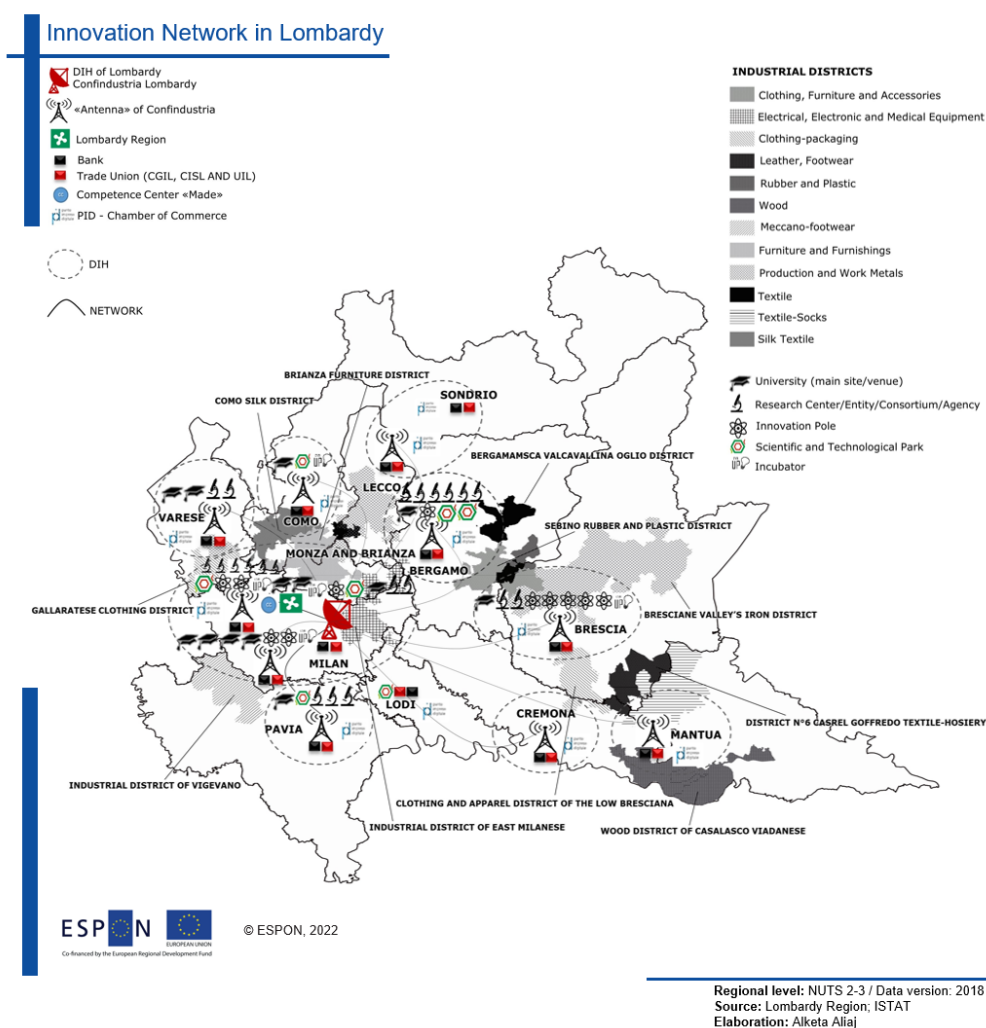 Innovation Network in Lombardy
DIH of Lombardy
Confindustria Lombardy
«Antenna» of Confindustria
Lombardy Region
Bank
Trade Union (CGIL, CISL AND UIL)
Competence Center «Made»
PID - Chamber of Commerce
DIH
NETWORK
INDUSTRIAL DISTRICTS
Clothing, Furniture and Accessories
Electrical, Electronic and Medical Equipment
Clothing-packaging
Leather, Footwear
Rubber and Plastic
Wood
Meccano-footwear
Furniture and Furnishings
Production and Work Metals
Textile
Textile-Socks
Silk Textile
University (main site/venue)
Research Center/Entity/Consortium/Agency
Innovation Pole
Scientific and Technological Park
Incubator
BRIANZA FURNITURE DISTRICT
SONDRIO
COMO SILK DISTRICT
BERGAMAMSCA VALCAVALLINA OGLIO DISTRICT
LECCO
VARESE
COMO
SEBINO RUBBER AND PLASTIC DISTRICT
MONZA AND BRIANZA
BERGAMO
GALLARATESE CLOTHING DISTRICT
BRESCIANE VALLEY'S IRON DISTRICT
BRESCIA
MILAN
LODI
PAVIA
CREMONA
DISTRICT N°6 CASREL GOFFREDO TEXTILE-HOSIERY
MANTUA
INDUSTRIAL DISTRICT OF VIGEVANO
CLOTHING AND APPAREL DISTRICT OF THE LOW BRESCIANA
INDUSTRIAL DISTRICT OF EAST MILANESE
WOOD DISTRICT OF CASALASCO VIADANESE
ESPON
EUROPEAN UNION
Co-financed by the European Regional Development Fund
© ESPON, 2022
Regional level: NUTS 2-3 / Data version: 2018
Source: Lombardy Region; ISTAT
Elaboration: Alketa Aliaj